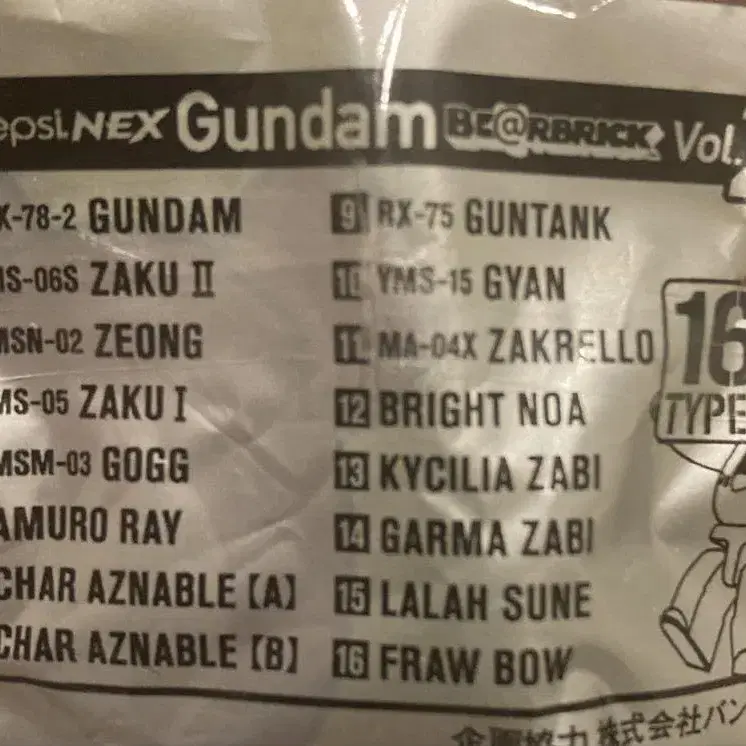 epsi NEX Gundam BE@RBRICK Vol.
X-78-2 GUNDAM
MS-06S ZAKU II
MSN-02 ZEONG
MS-05 ZAKU I
MSM-03 GOGG
AMURO RAY
CHAR AZNABLE【A】
CHAR AZNABLE【B】
9 RX-75 GUNTANK
10 YMS-15 GYAN
11 MA-04X ZAKRELLO
12 BRIGHT NOA
13 KYCILIA ZABI
14 GARMA ZABI
15 LALAH SUNE
16 FRAW BOW
16
TYPE
企画協力 株式会社バン